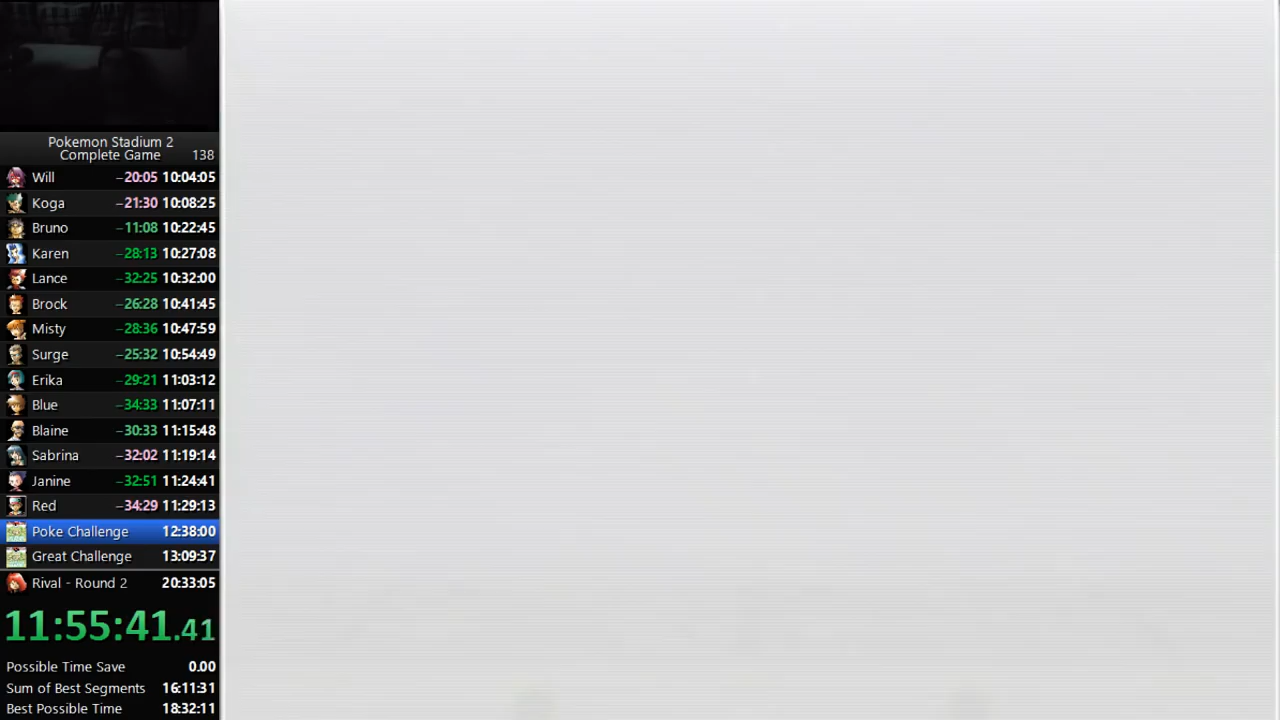 Pokemon Stadium 2
Complete Game 138
Will −20:05 10:04:05
Koga −21:30 10:08:25
Bruno −11:08 10:22:45
Karen −28:13 10:27:08
Lance −32:25 10:32:00
Brock −26:28 10:41:45
Misty −28:36 10:47:59
Surge −25:32 10:54:49
Erika −29:21 11:03:12
Blue −34:33 11:07:11
Blaine −30:33 11:15:48
Sabrina −32:02 11:19:14
Janine −32:51 11:24:41
Red −34:29 11:29:13
Poke Challenge 12:38:00
Great Challenge 13:09:37
Rival - Round 2 20:33:05
11:55:41.41
Possible Time Save 0.00
Sum of Best Segments 16:11:31
Best Possible Time 18:32:11